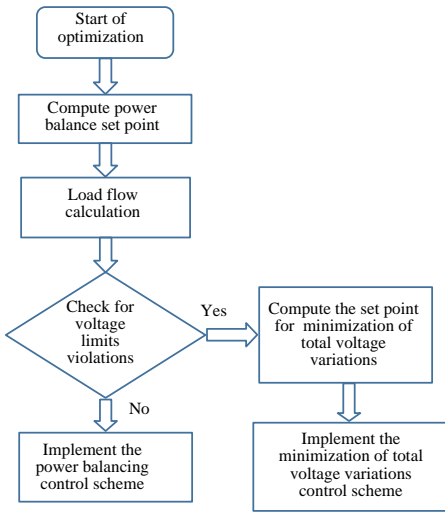 Start of
optimization
Compute power
balance set point
Load flow
calculation
Check for
voltage
limits
violations
Yes
Compute the set point
for minimization of
total voltage
variations
No
Implement the
power balancing
control scheme
Implement the
minimization of total
voltage variations
control scheme